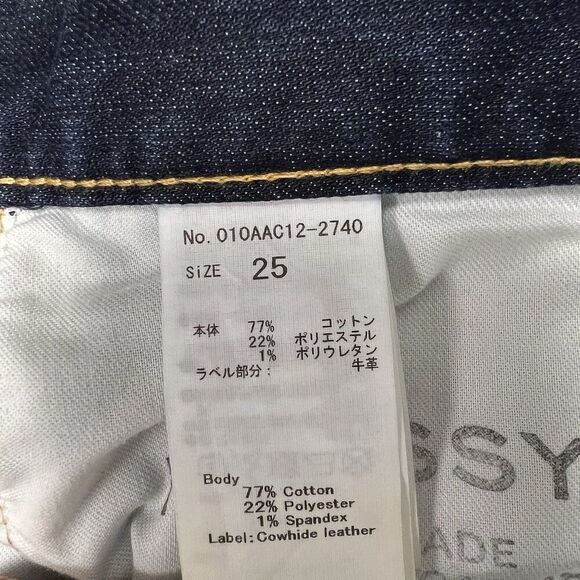 No. 010AAC12-2740
SiZE 25
本体 77% コットン
22% ポリエステル
1% ポリウレタン
ラベル部分： 牛革
Body
77% Cotton
22% Polyester
1% Spandex
Label: Cowhide leather